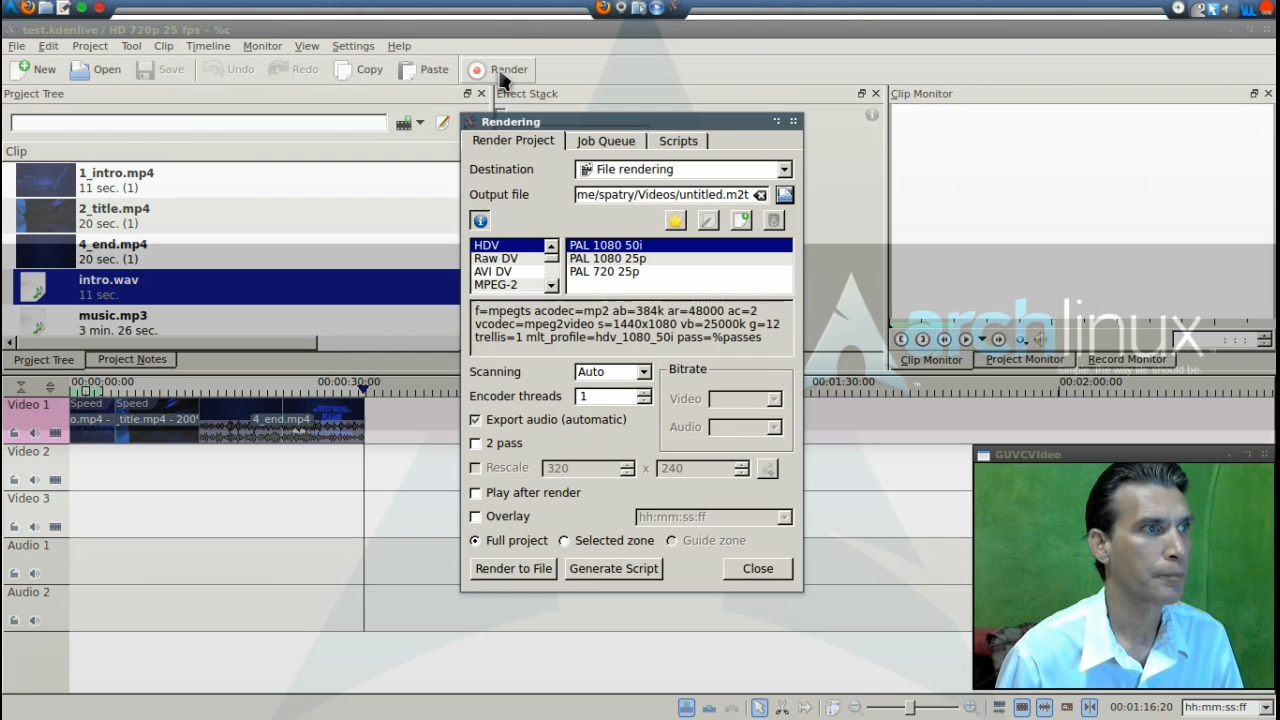 test.kdenlive / HD 720p 25 fps - %c
File Edit Project Tool Clip Timeline Monitor View Settings Help
New Open Save Undo Redo Copy Paste Render
Project Tree
Effect Stack
Clip Monitor
Clip
1_intro.mp4
11 sec. (1)
2_title.mp4
20 sec. (1)
4_end.mp4
20 sec. (1)
intro.wav
11 sec.
music.mp3
3 min. 26 sec.
Project Tree Project Notes
Rendering
Render Project Job Queue Scripts
Destination File rendering
Output file me/spatry/Videos/untitled.m2t
HDV
Raw DV
AVI DV
MPEG-2
PAL 1080 50i
PAL 1080 25p
PAL 720 25p
f=mpegts acodec=mp2 ab=384k ar=48000 ac=2
vcodec=mpeg2video s=1440x1080 vb=25000k g=12
trellis=1 mlt_profile=hdv_1080_50i pass=%passes
Scanning Auto
Encoder threads 1
Bitrate
Video
Audio
Export audio (automatic)
2 pass
Rescale 320 x 240
Play after render
Overlay hh:mm:ss:ff
Full project Selected zone Guide zone
Render to File Generate Script Close
archlinux
Clip Monitor Project Monitor Record Monitor
00:00:00:00 00:00:30:00 00:01:30:00 00:02:00:00
Video 1
Speed Speed
o.mp4 - title.mp4 - 200% 4_end.mp4
Video 2
Video 3
Audio 1
Audio 2
GUVCVideo
00:01:16:20 hh:mm:ss:ff